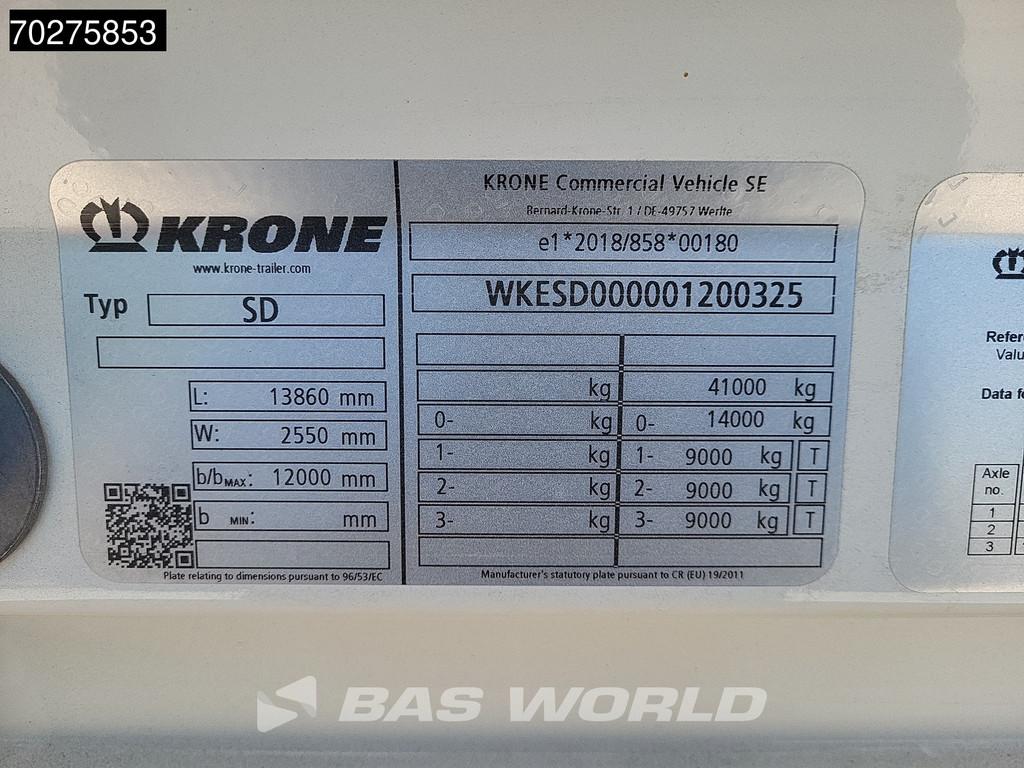 70275853
KRONE
www.krone-trailer.com
Typ SD
L: 13860 mm
W: 2550 mm
b/bMAX: 12000 mm
b MIN: mm
Plate relating to dimensions pursuant to 96/53/EC
KRONE Commercial Vehicle SE
Bernard-Krone-Str. 1 / DE-49757 Werlte
e1*2018/858*00180
WKESD000001200325
kg 41000 kg
0- kg 0- 14000 kg
1- kg 1- 9000 kg T
2- kg 2- 9000 kg T
3- kg 3- 9000 kg T
Manufacturer's statutory plate pursuant to CR (EU) 19/2011
Data
Axle
no.
1
2
3
BAS WORLD